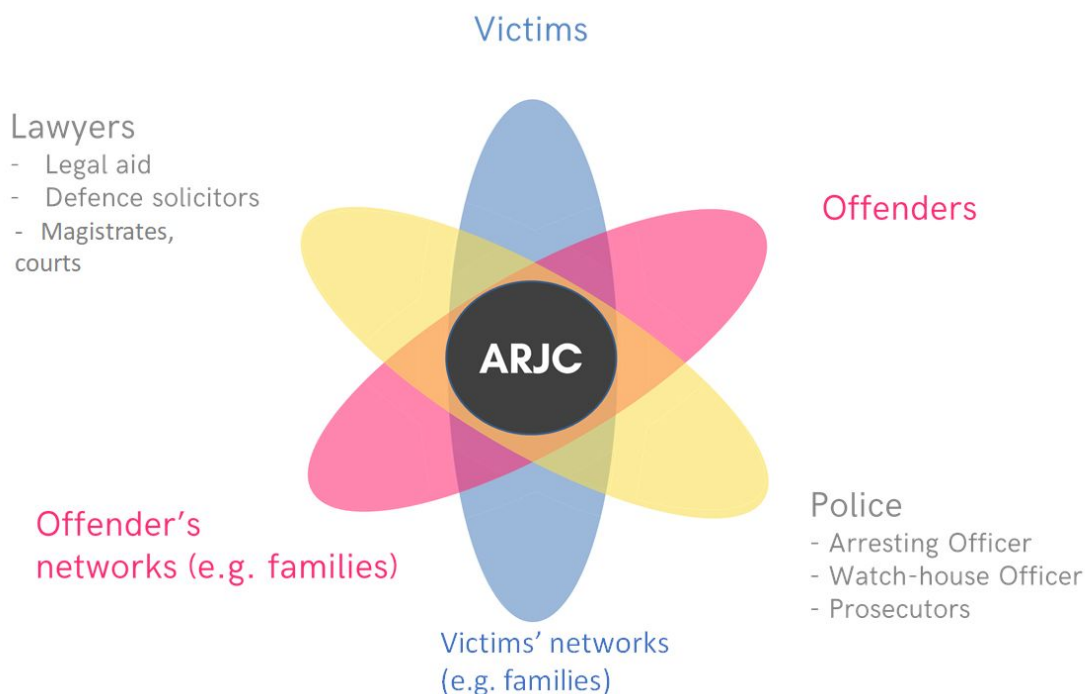 Victims
Lawyers
- Legal aid
- Defence solicitors
- Magistrates,
courts
Offenders
ARJC
Offender’s
networks (e.g. families)
Police
- Arresting Officer
- Watch-house Officer
- Prosecutors
Victims’ networks
(e.g. families)